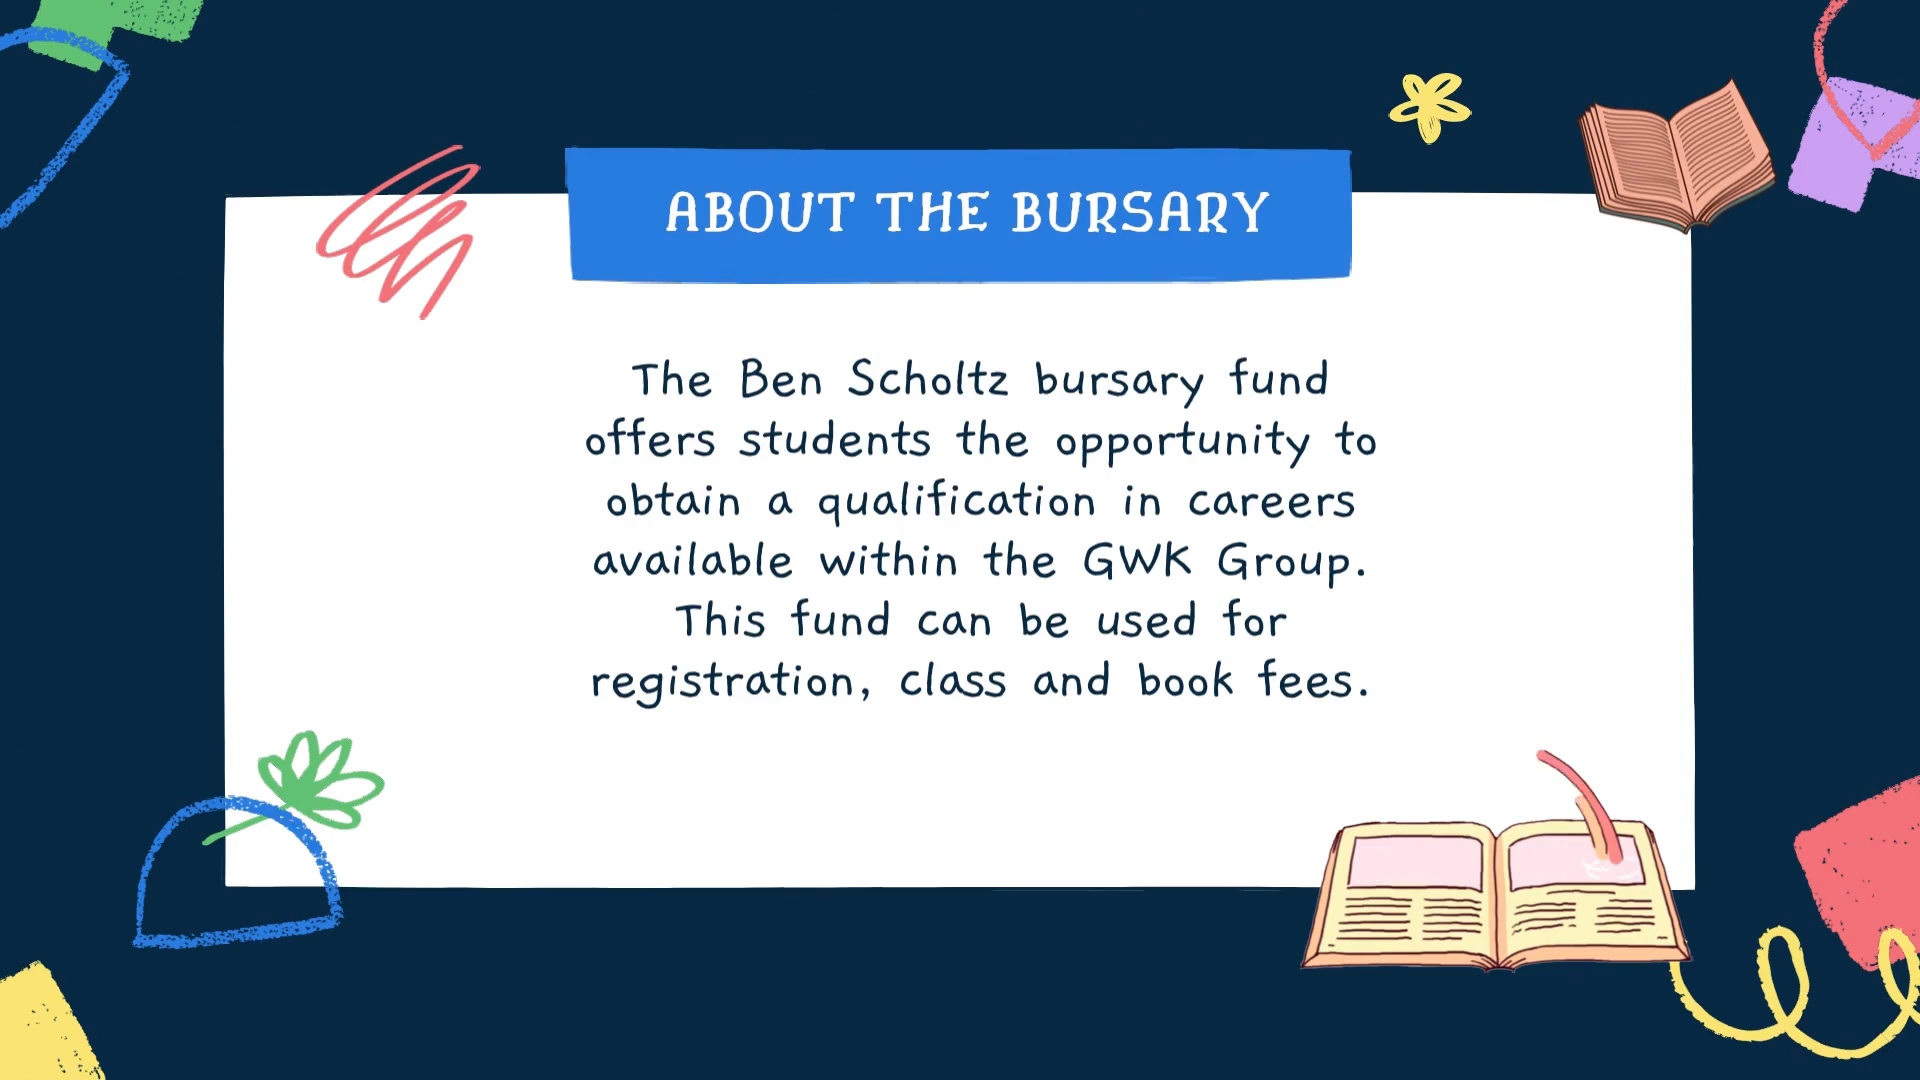 ABOUT THE BURSARY
The Ben Scholtz bursary fund
offers students the opportunity to
obtain a qualification in careers
available within the GWK Group.
This fund can be used for
registration, class and book fees.